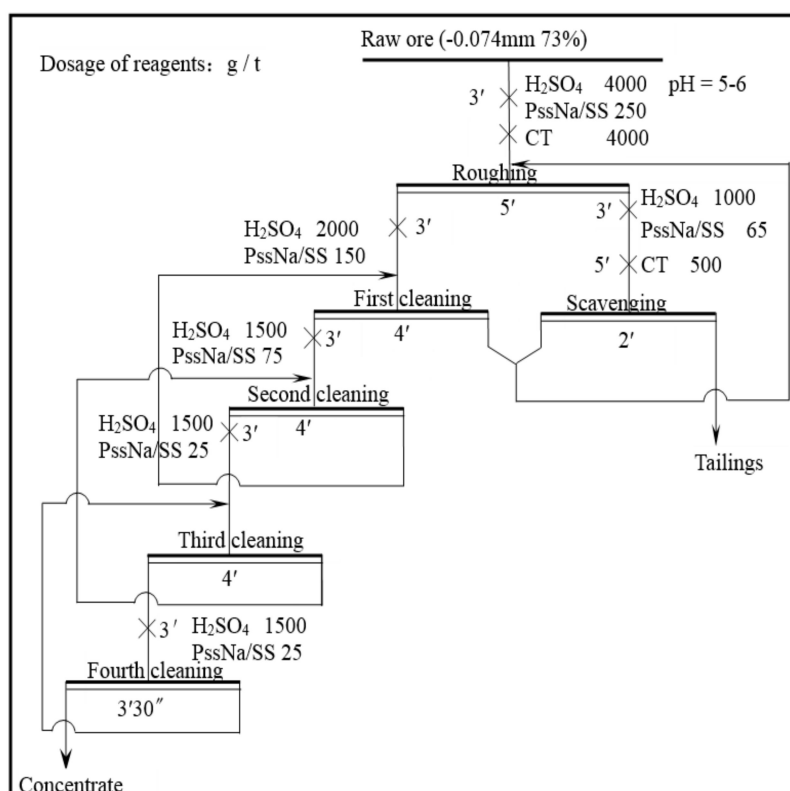 Raw ore (-0.074mm 73%)
Dosage of reagents: g / t
3′ H₂SO₄ 4000 pH = 5-6
PssNa/SS 250
CT 4000
Roughing
5′
H₂SO₄ 2000 3′
PssNa/SS 150
3′ H₂SO₄ 1000
PssNa/SS 65
5′ CT 500
First cleaning
4′
Scavenging
2′
H₂SO₄ 1500 3′
PssNa/SS 75
Second cleaning
4′
H₂SO₄ 1500 3′
PssNa/SS 25
Tailings
Third cleaning
4′
3′ H₂SO₄ 1500
PssNa/SS 25
Fourth cleaning
3′30″
Concentrate